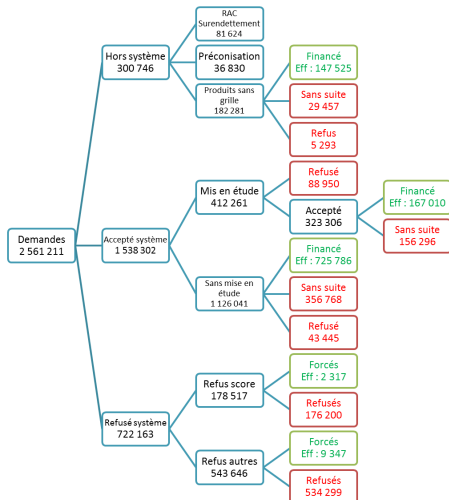 Demandes
2 561 211
Hors système
300 746
RAC
Surendettement
81 624
Préconisation
36 830
Produits sans
grille
182 281
Financé
Eff : 147 525
Sans suite
29 457
Refus
5 293
Accepté système
1 538 302
Mis en étude
412 261
Refusé
88 950
Accepté
323 306
Financé
Eff : 167 010
Sans suite
156 296
Sans mise en
étude
1 126 041
Financé
Eff : 725 786
Sans suite
356 768
Refusé
43 445
Refusé système
722 163
Refus score
178 517
Forcés
Eff : 2 317
Refusés
176 200
Refus autres
543 646
Forcés
Eff : 9 347
Refusés
534 299